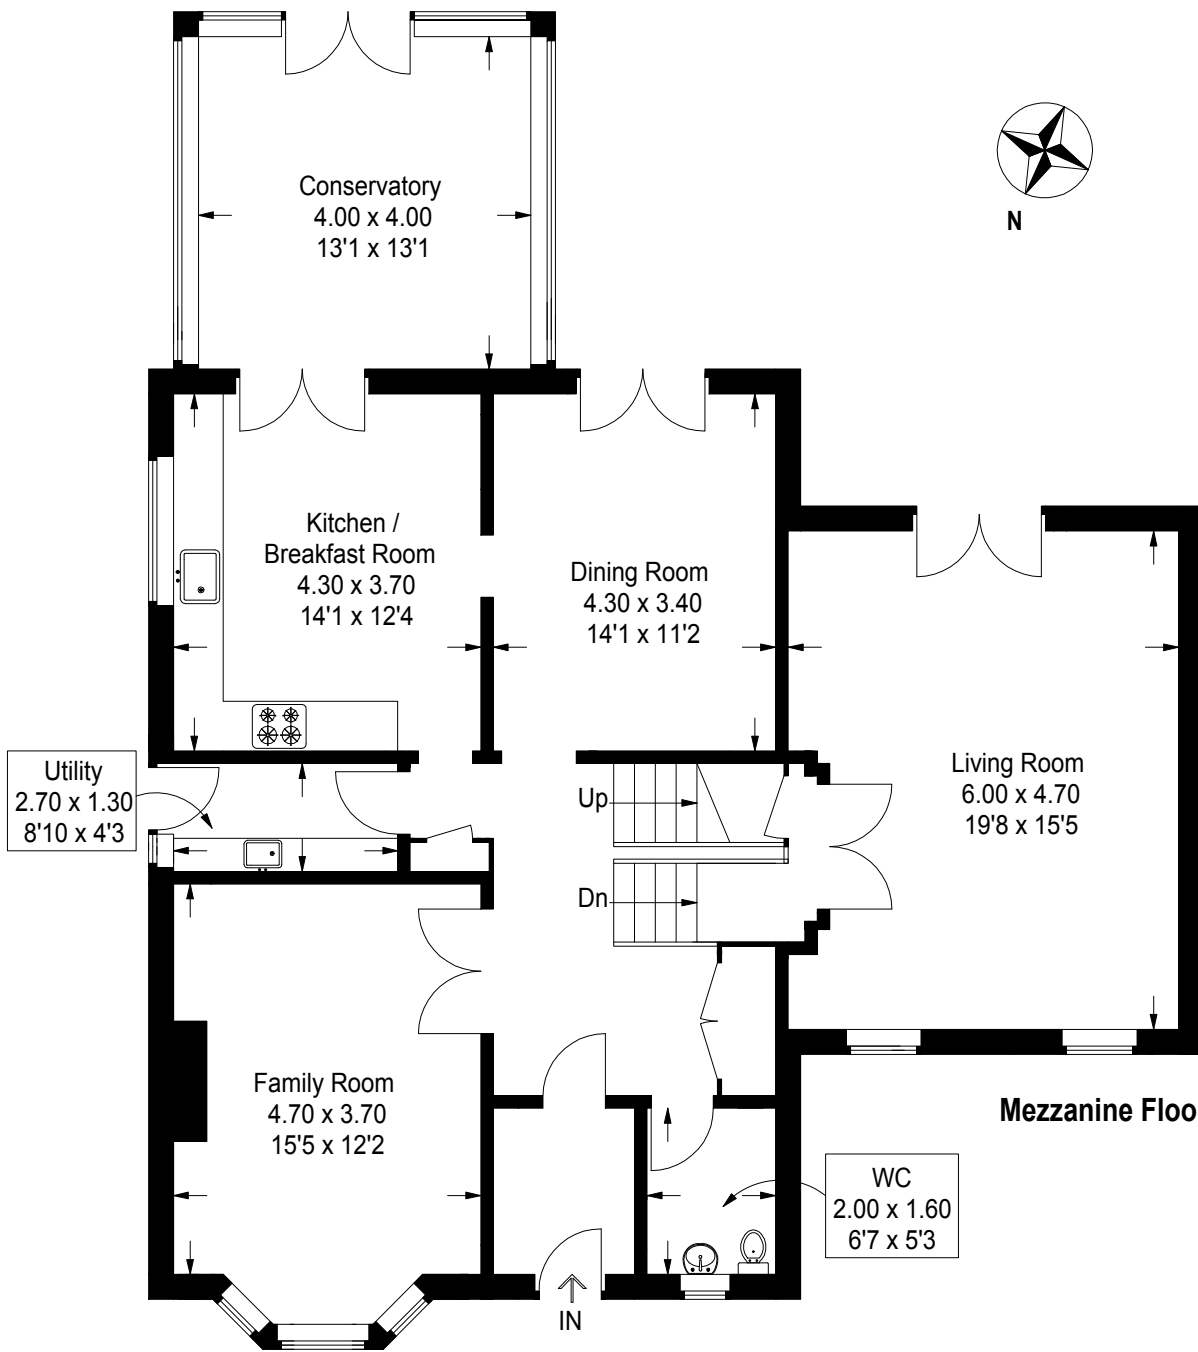 Conservatory
4.00 x 4.00
13'1 x 13'1
N
Kitchen /
Breakfast Room
4.30 x 3.70
14'1 x 12'4
Dining Room
4.30 x 3.40
14'1 x 11'2
Utility
2.70 x 1.30
8'10 x 4'3
Up
Dn
Living Room
6.00 x 4.70
19'8 x 15'5
Family Room
4.70 x 3.70
15'5 x 12'2
Mezzanine Floo
WC
2.00 x 1.60
6'7 x 5'3
IN